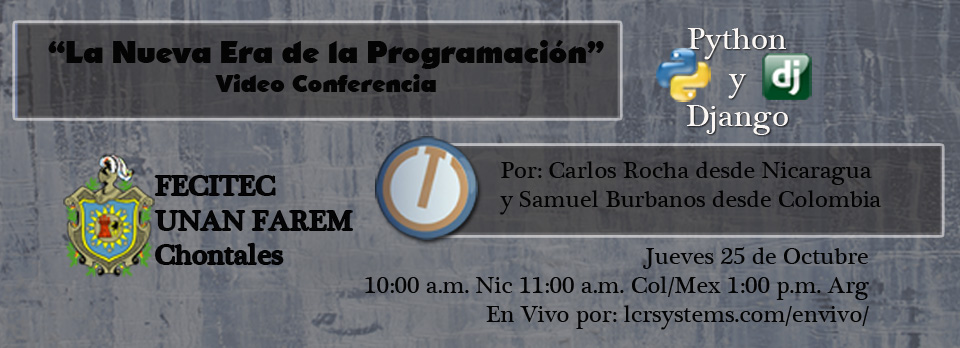 “La Nueva Era de la Programación”
Video Conferencia
Python
y
dj
Django
FECITEC
UNAN FAREM
Chontales
Por: Carlos Rocha desde Nicaragua
y Samuel Burbanos desde Colombia
Jueves 25 de Octubre
10:00 a.m. Nic 11:00 a.m. Col/Mex 1:00 p.m. Arg
En Vivo por: lcrsystems.com/envivo/